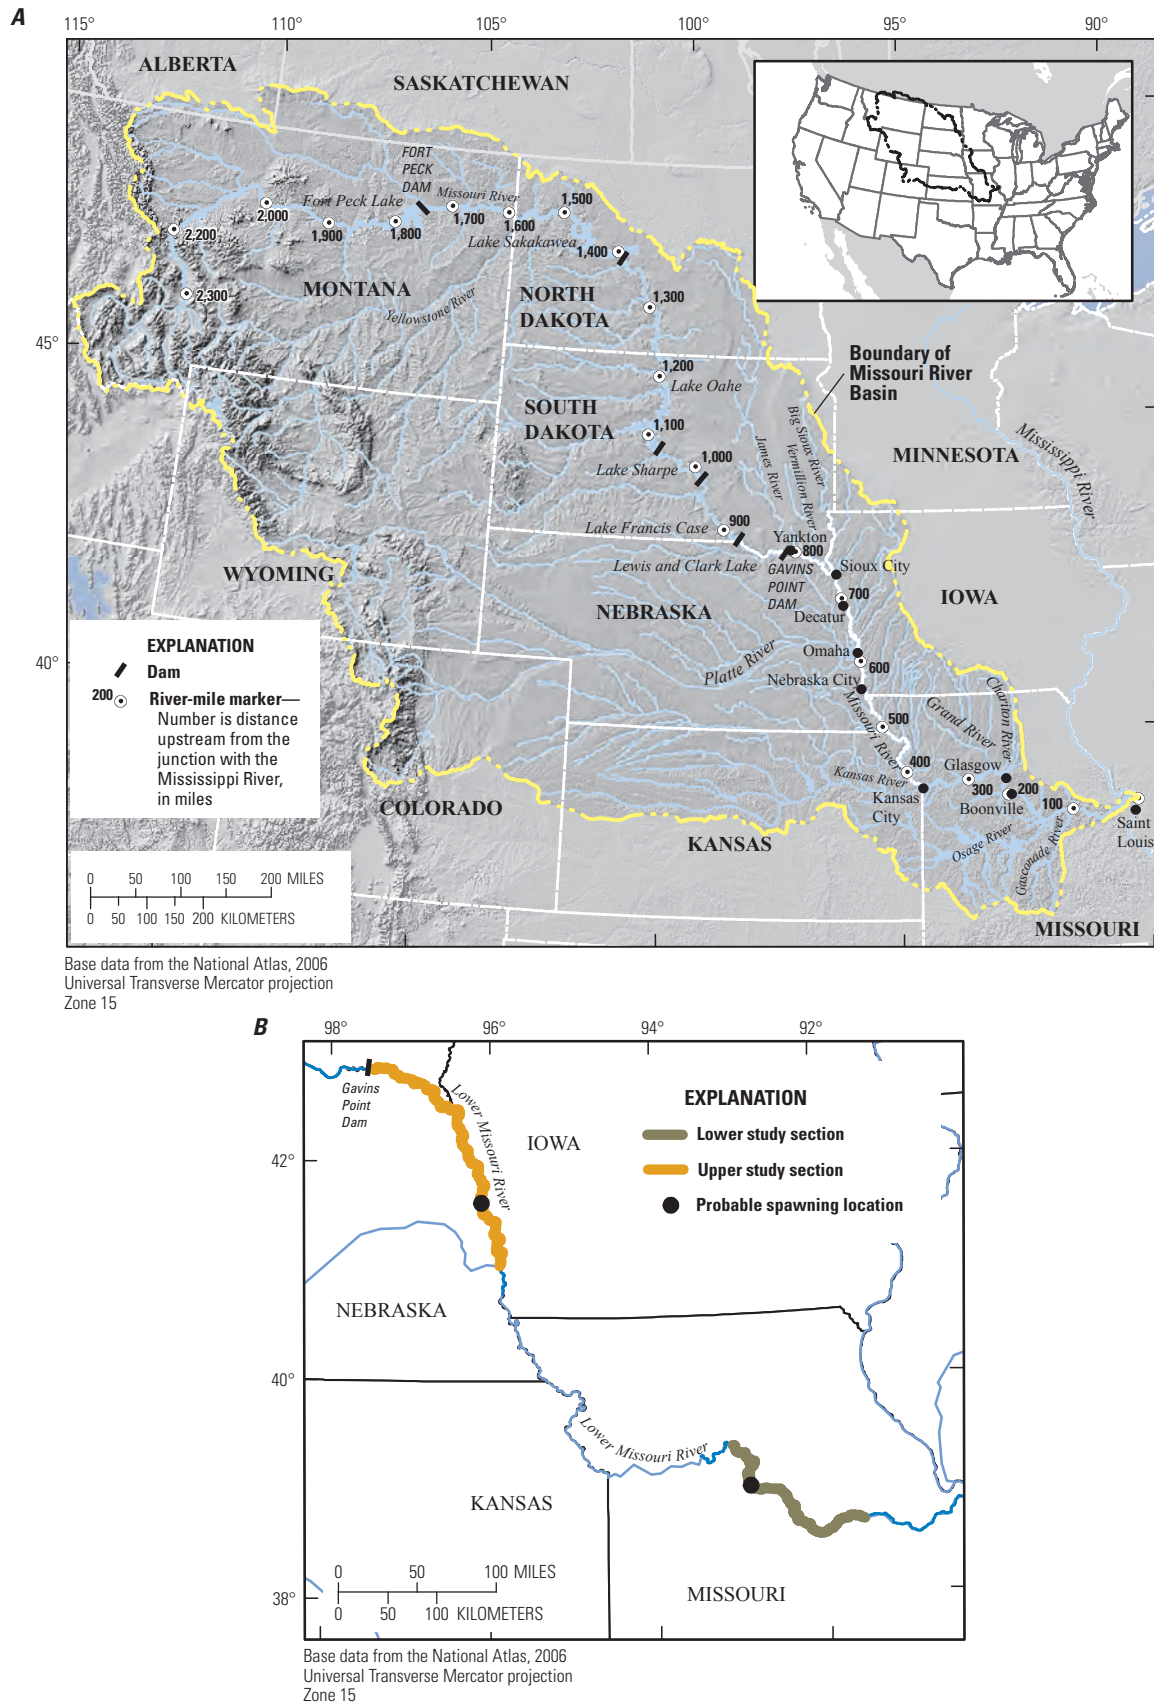 A
115°
110°
105°
100°
95°
90°
ALBERTA
SASKATCHEWAN
FORT
PECK
DAM
Missouri River
Fort Peck Lake
2,000
1,900
1,800
1,700
1,600
1,500
2,200
Lake Sakakawea
1,400
2,300
MONTANA
Yellowstone River
NORTH
DAKOTA
1,300
45°
Boundary of
Missouri River
Basin
1,200
Lake Oahe
SOUTH
DAKOTA
1,100
Big Sioux River
Vermillion River
James River
MINNESOTA
Mississippi River
1,000
Lake Sharpe
900
Lake Francis Case
Yankton
800
Lewis and Clark Lake
GAVINS
POINT
DAM
Sioux City
WYOMING
700
IOWA
NEBRASKA
Decatur
EXPLANATION
Dam
200
River-mile marker—
Number is distance
upstream from the
junction with the
Mississippi River,
in miles
40°
Omaha
600
Platte River
Nebraska City
Missouri River
Grand River
Chariton River
500
400
Glasgow
Kansas River
300
200
100
Kansas
City
Boonville
COLORADO
Saint
Louis
KANSAS
Osage River
Gasconade River
MISSOURI
0 50 100 150 200 MILES
0 50 100 150 200 KILOMETERS
Base data from the National Atlas, 2006
Universal Transverse Mercator projection
Zone 15
B
98°
96°
94°
92°
Gavins
Point
Dam
Lower Missouri River
IOWA
EXPLANATION
Lower study section
Upper study section
Probable spawning location
42°
NEBRASKA
40°
Lower Missouri River
KANSAS
MISSOURI
38°
0 50 100 MILES
0 50 100 KILOMETERS
Base data from the National Atlas, 2006
Universal Transverse Mercator projection
Zone 15